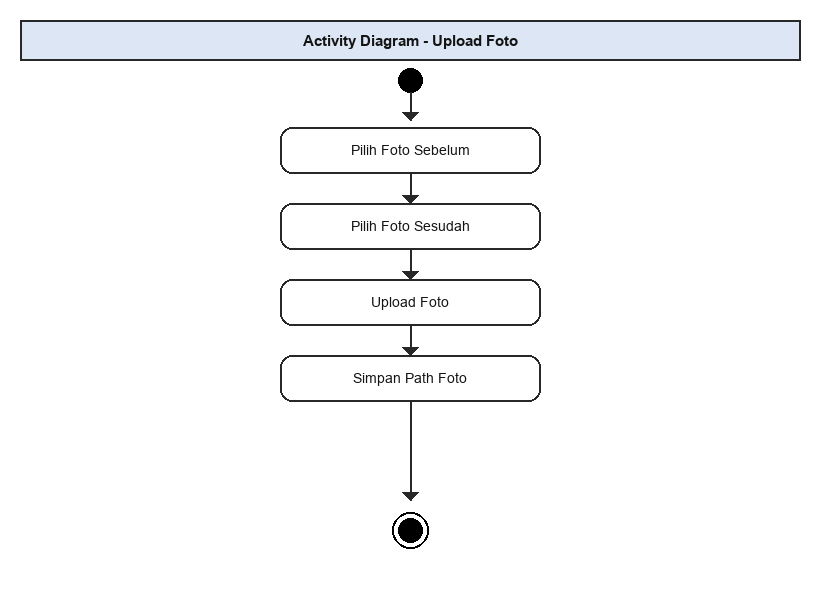 Activity Diagram - Upload Foto
Pilih Foto Sebelum
Pilih Foto Sesudah
Upload Foto
Simpan Path Foto